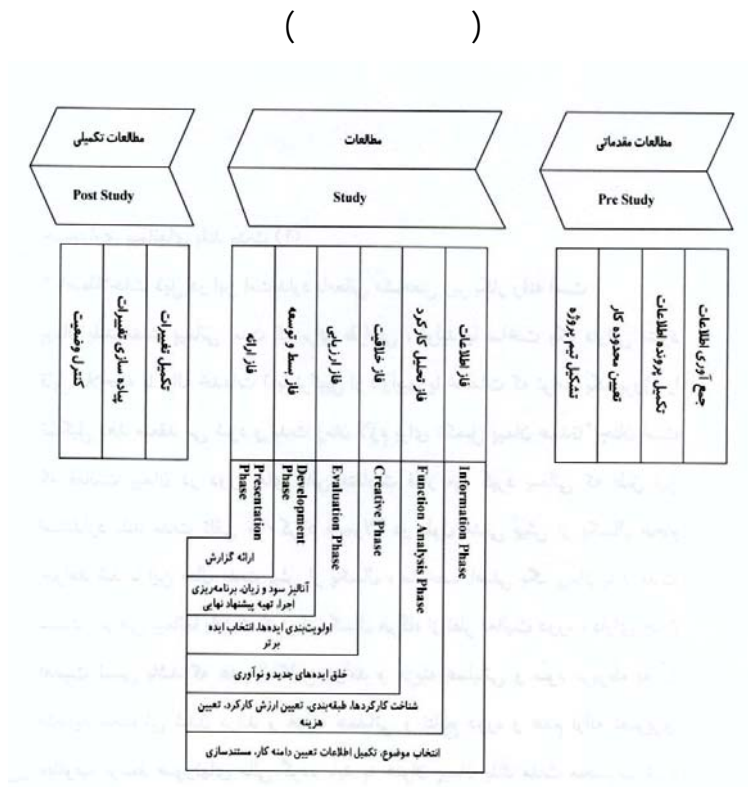 ( )
مطالعات مقدماتی
Pre Study
جمع آوری اطلاعات
تکمیل پرونده اطلاعات
تعیین محدوده کار
تشکیل تیم پروژه
مطالعات
Study
فاز اطلاعات
فاز تحلیل کارکرد
فاز خلاقیت
فاز ارزیابی
فاز بسط و توسعه
فاز ارائه
Information Phase
Function Analysis Phase
Creative Phase
Evaluation Phase
Development
Phase
Presentation
Phase
ارائه گزارش
آنالیز سود و زیان، برنامه‌ریزی
اجرا، تهیه پیشنهاد نهایی
اولویت‌بندی ایده‌ها، انتخاب ایده
برتر
خلق ایده‌های جدید و نوآوری
شناخت کارکردها، طبقه‌بندی، تعیین ارزش کارکرد، تعیین
هزینه
انتخاب موضوع، تکمیل اطلاعات تعیین دامنه کار، مستندسازی
مطالعات تکمیلی
Post Study
تکمیل تغییرات
پیاده سازی تغییرات
کنترل وضعیت